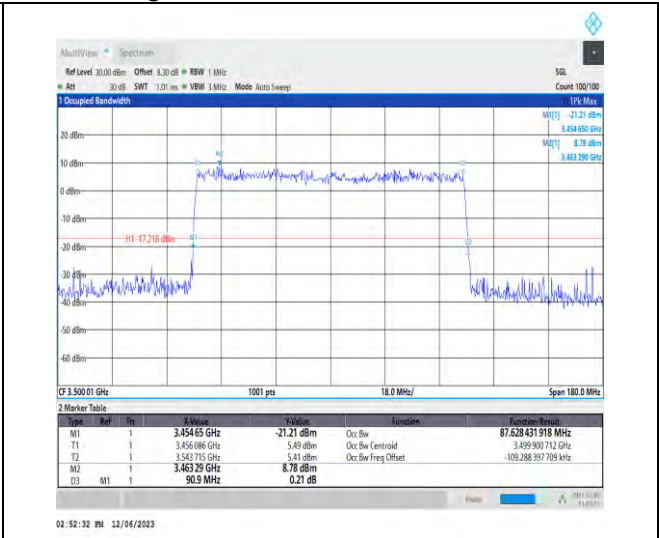 MultiView Spectrum
Ref Level 30.00 dBm Offset 8.30 dB RBW 1 MHz SGL
Att 30 dB SWT 1.01 ms VBW 3 MHz Mode Auto Sweep Count 100/100
1 Occupied Bandwidth 1Pk Max
M1[1] -21.21 dBm
3.454 650 GHz
20 dBm
M2[1] 8.78 dBm
3.463 290 GHz
10 dBm
0 dBm
-10 dBm
H1 -17.216 dBm
-20 dBm
-30 dBm
-40 dBm
-50 dBm
-60 dBm
CF 3.500 01 GHz 1001 pts 18.0 MHz/ Span 180.0 MHz
2 Marker Table
Type Ref Trc X-Value Y-Value Function Function Result
M1 1 3.454 65 GHz -21.21 dBm Occ Bw 87.628 431 918 MHz
T1 1 3.456 086 GHz 5.49 dBm Occ Bw Centroid 3.499 900 712 GHz
T2 1 3.543 715 GHz 5.41 dBm Occ Bw Freq Offset -109.288 397 709 kHz
M2 1 3.463 29 GHz 8.78 dBm
D3 M1 1 90.9 MHz 0.21 dB
02:52:32 PM 12/06/2023